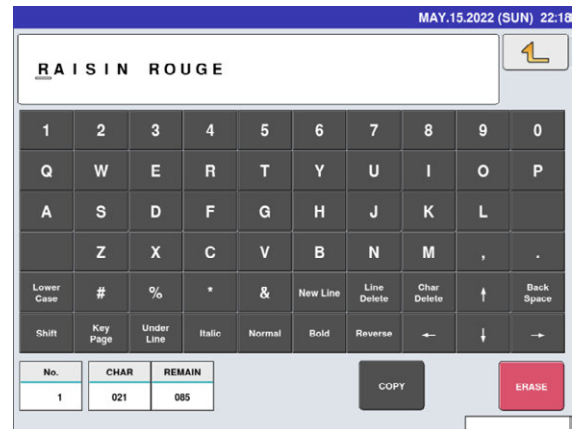 MAY.15.2022 (SUN) 22:18
RAISIN ROUGE
1 2 3 4 5 6 7 8 9 0
Q W E R T Y U I O P
A S D F G H J K L
Z X C V B N M , .
Lower Case # % * & New Line Line Delete Char Delete ↑ Back Space
Shift Key Page Under Line Italic Normal Bold Reverse ← ↓ →
No. CHAR REMAIN
1 021 085
COPY
ERASE